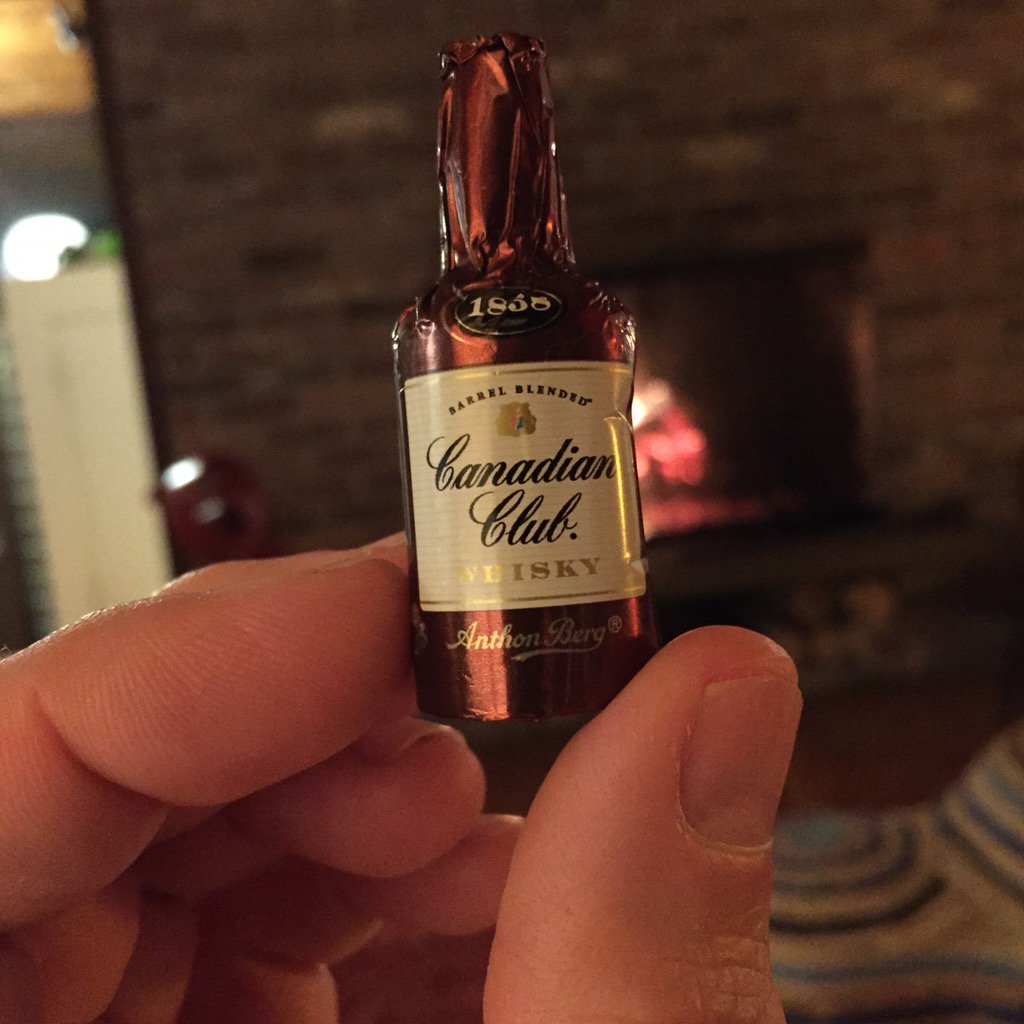 1858
BARREL BLENDED
Canadian
Club.
WHISKY
Anthon Berg®